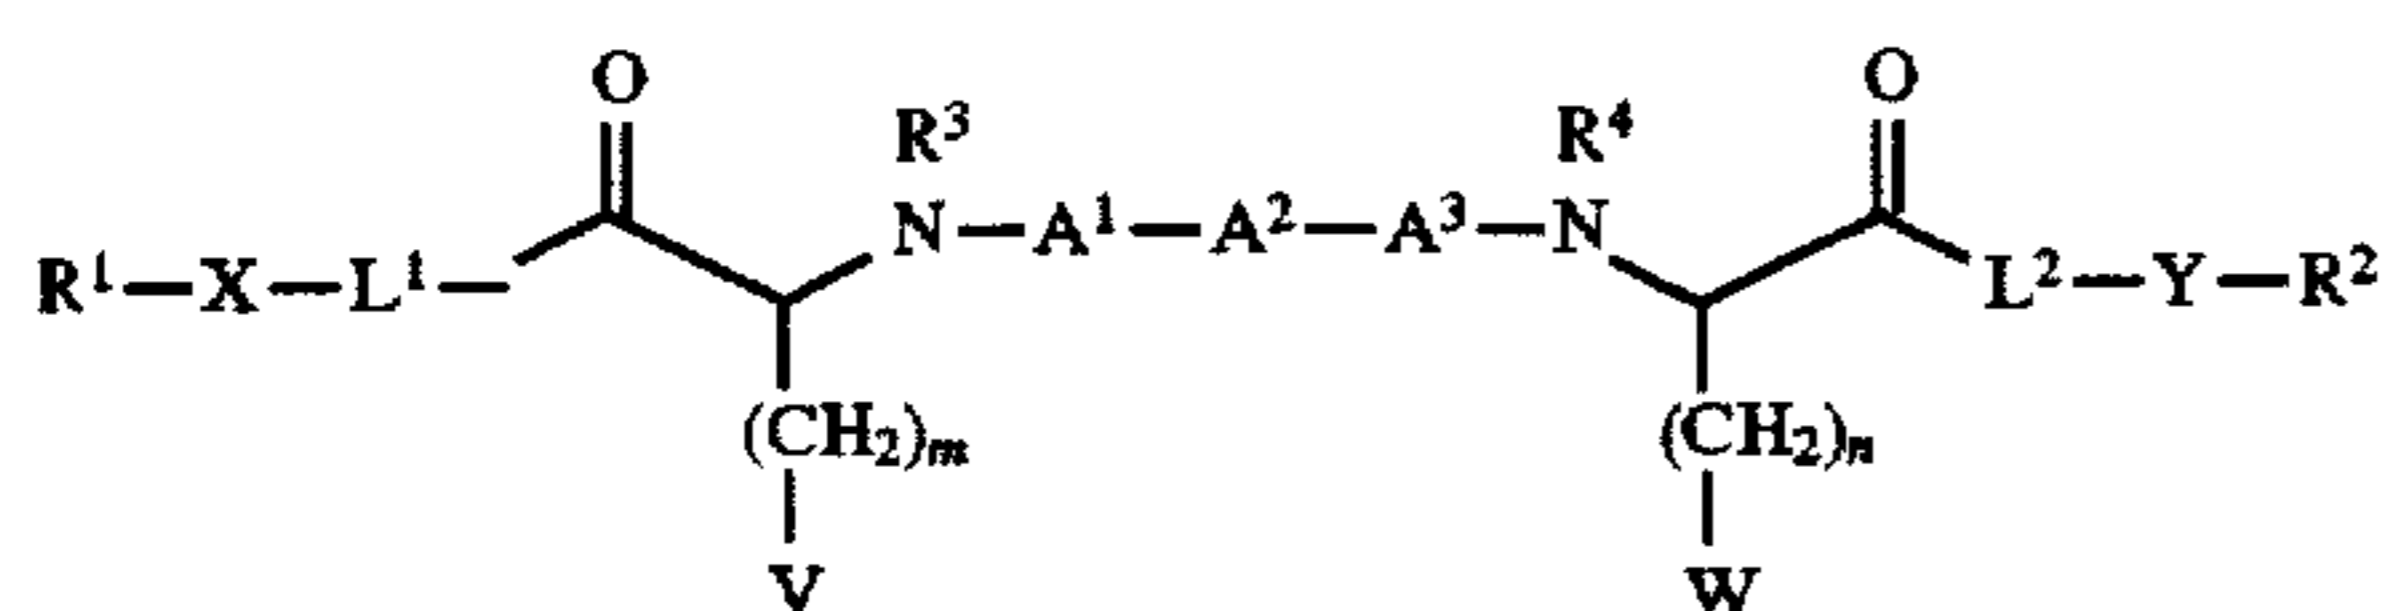 O O
R³ R⁴
N—A¹—A²—A³—N
R¹—X—L¹— L²—Y—R²
(CH₂)ₘ (CH₂)ₙ
V W